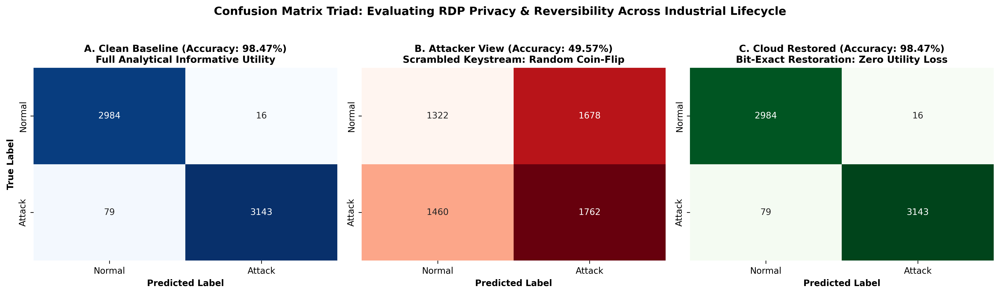 Confusion Matrix Triad: Evaluating RDP Privacy & Reversibility Across Industrial Lifecycle
A. Clean Baseline (Accuracy: 98.47%)
Full Analytical Informative Utility
True Label
Normal
2984
16
Attack
79
3143
Normal
Attack
Predicted Label
B. Attacker View (Accuracy: 49.57%)
Scrambled Keystream: Random Coin-Flip
Normal
1322
1678
Attack
1460
1762
Normal
Attack
Predicted Label
C. Cloud Restored (Accuracy: 98.47%)
Bit-Exact Restoration: Zero Utility Loss
Normal
2984
16
Attack
79
3143
Normal
Attack
Predicted Label